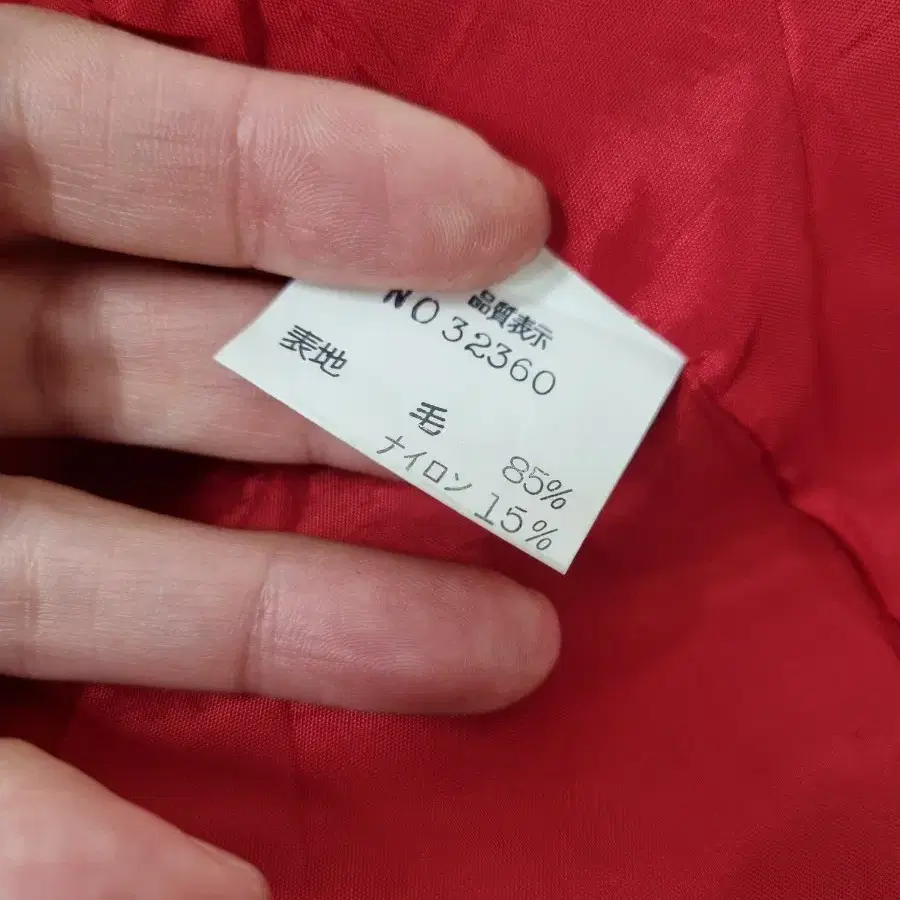 品質表示
NO32360
表地
毛 85%
ナイロン 15%